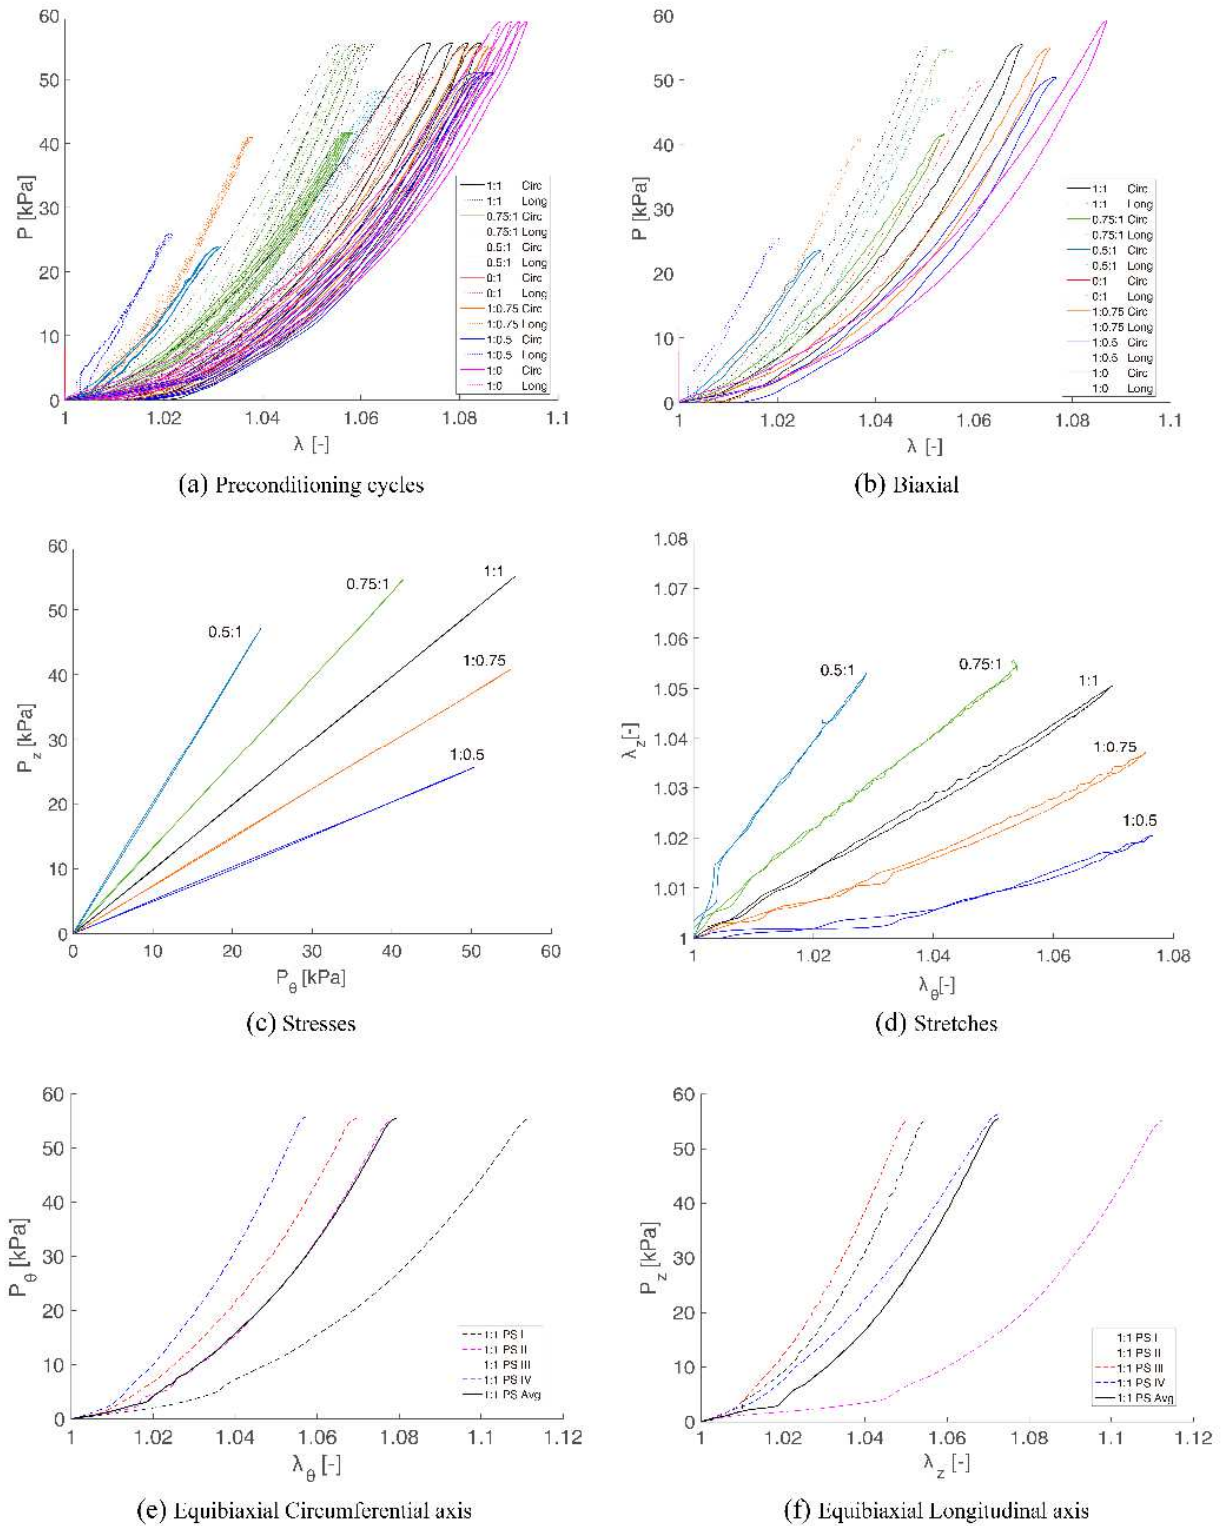 60
50
40
30
20
10
0
P [kPa]
1
1.02
1.04
1.06
1.08
1.1
λ [-]
1:1 Circ
1:1 Long
0.75:1 Circ
0.75:1 Long
0.5:1 Circ
0.5:1 Long
0:1 Circ
0:1 Long
1:0.75 Circ
1:0.75 Long
1:0.5 Circ
1:0.5 Long
1:0 Circ
1:0 Long
(a) Preconditioning cycles
60
50
40
30
20
10
0
P [kPa]
1
1.02
1.04
1.06
1.08
1.1
λ [-]
1:1 Circ
1:1 Long
0.75:1 Circ
0.75:1 Long
0.5:1 Circ
0.5:1 Long
0:1 Circ
0:1 Long
1:0.75 Circ
1:0.75 Long
1:0.5 Circ
1:0.5 Long
1:0 Circ
1:0 Long
(b) Biaxial
60
50
40
30
20
10
0
P_z [kPa]
0.5:1
0.75:1
1:1
1:0.75
1:0.5
0
10
20
30
40
50
60
P_θ [kPa]
(c) Stresses
1.08
1.07
1.06
1.05
1.04
1.03
1.02
1.01
1
λ_z[-]
0.5:1
0.75:1
1:1
1:0.75
1:0.5
1
1.02
1.04
1.06
1.08
λ_θ[-]
(d) Stretches
60
50
40
30
20
10
0
P_θ [kPa]
1:1 PS I
1:1 PS II
1:1 PS III
1:1 PS IV
1:1 PS Avg
1
1.02
1.04
1.06
1.08
1.1
1.12
λ_θ [-]
(e) Equibiaxial Circumferential axis
60
50
40
30
20
10
0
P_z [kPa]
1:1 PS I
1:1 PS II
1:1 PS III
1:1 PS IV
1:1 PS Avg
1
1.02
1.04
1.06
1.08
1.1
1.12
λ_z [-]
(f) Equibiaxial Longitudinal axis